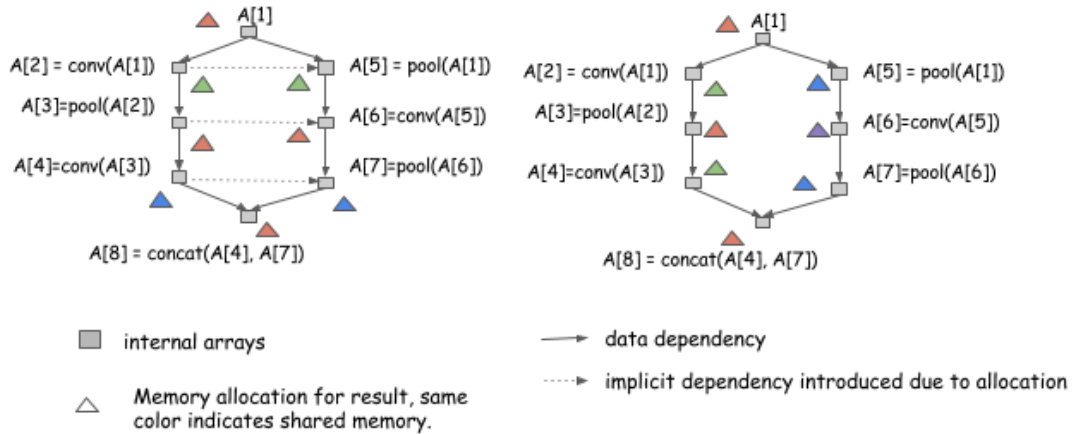 A[1]
A[2] = conv(A[1])
A[5] = pool(A[1])
A[3]=pool(A[2])
A[6]=conv(A[5])
A[4]=conv(A[3])
A[7]=pool(A[6])
A[8] = concat(A[4], A[7])
A[1]
A[2] = conv(A[1])
A[5] = pool(A[1])
A[3]=pool(A[2])
A[6]=conv(A[5])
A[4]=conv(A[3])
A[7]=pool(A[6])
A[8] = concat(A[4], A[7])
internal arrays
Memory allocation for result, same
color indicates shared memory.
data dependency
implicit dependency introduced due to allocation